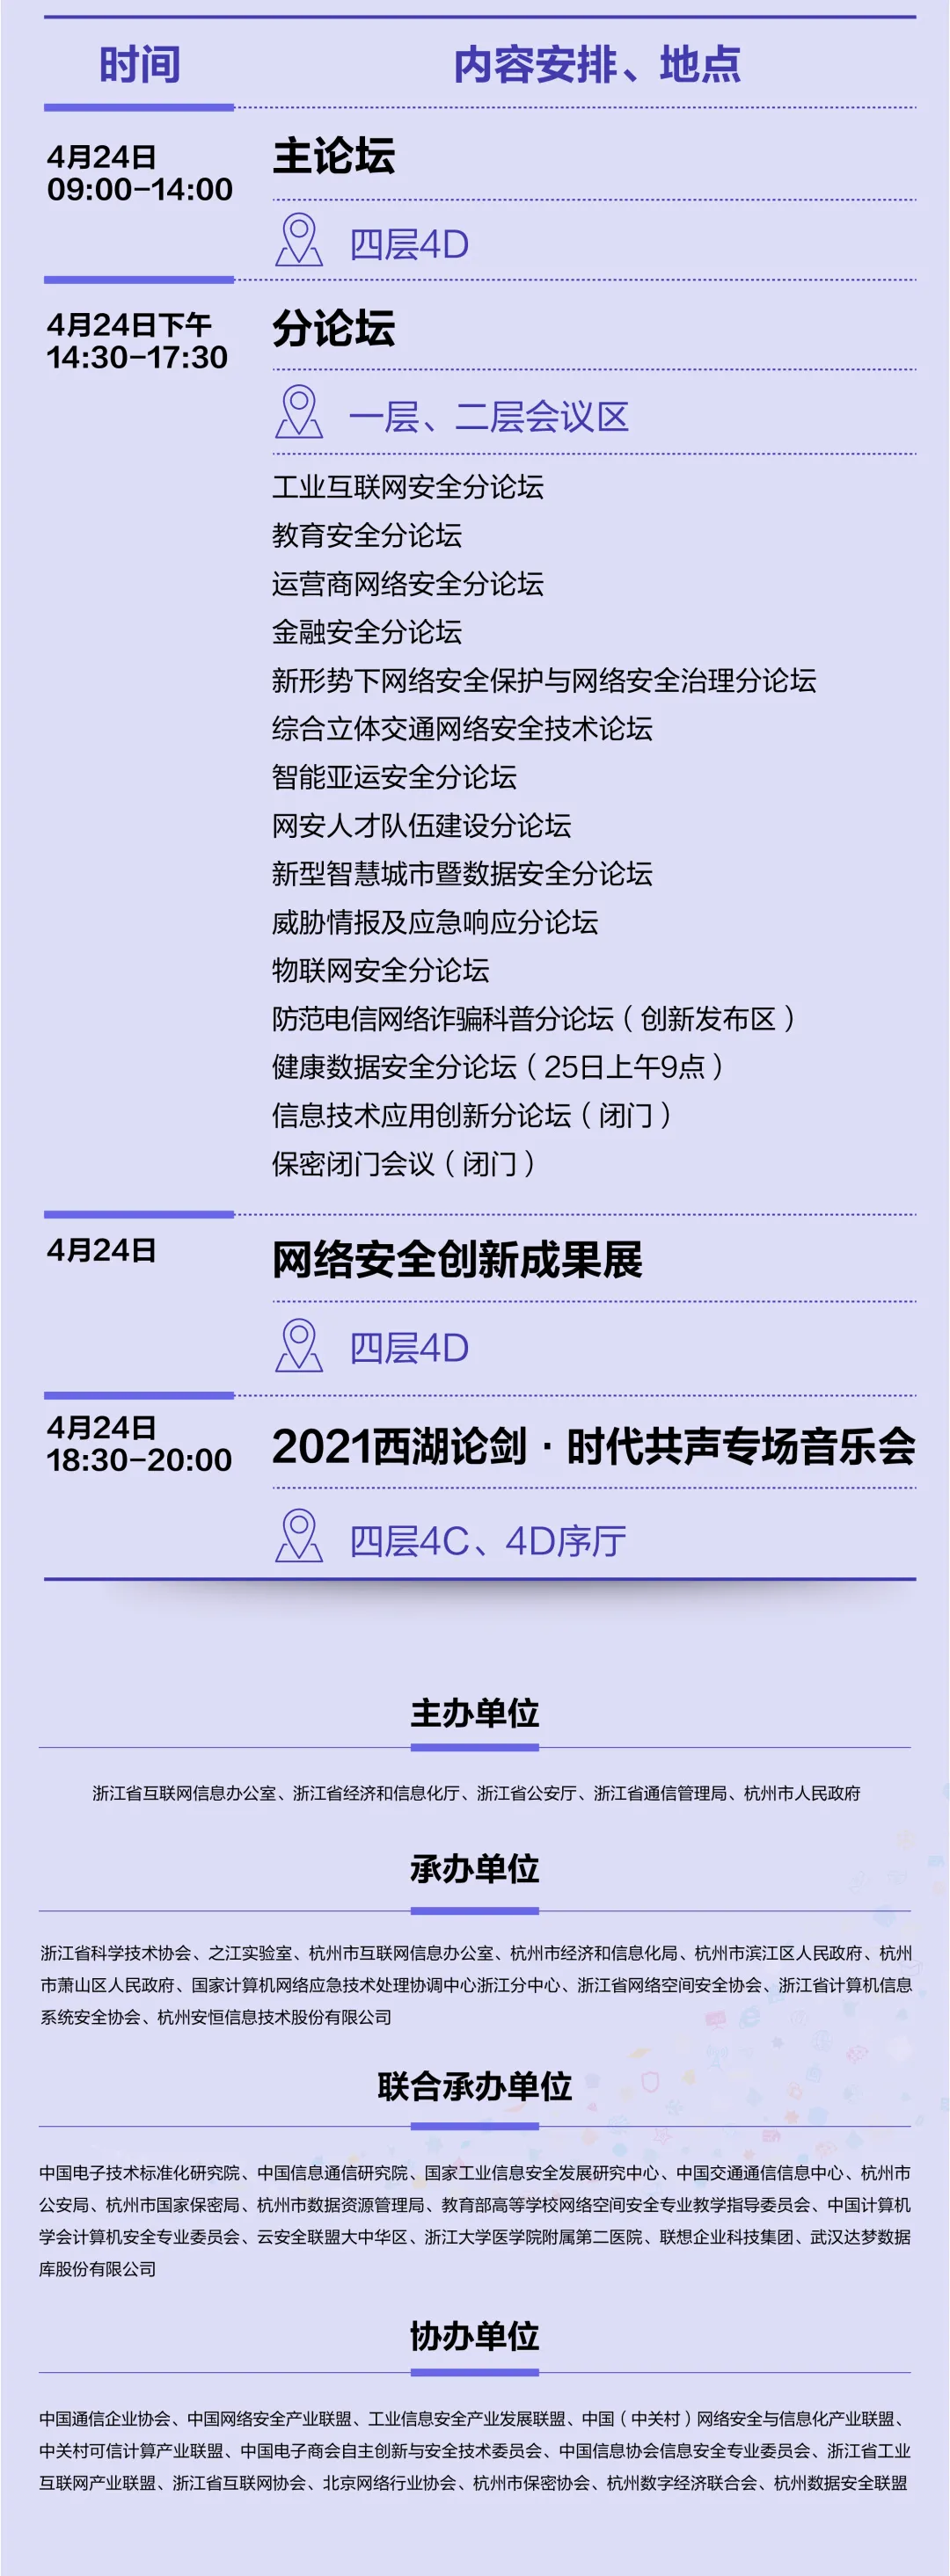 时间
内容安排、地点
4月24日
09:00-14:00
主论坛
四层4D
4月24日下午
14:30-17:30
分论坛
一层、二层会议区
工业互联网安全分论坛
教育安全分论坛
运营商网络安全分论坛
金融安全分论坛
新形势下网络安全保护与网络安全治理分论坛
综合立体交通网络安全技术论坛
智能亚运安全分论坛
网安人才队伍建设分论坛
新型智慧城市暨数据安全分论坛
威胁情报及应急响应分论坛
物联网安全分论坛
防范电信网络诈骗科普分论坛（创新发布区）
健康数据安全分论坛（25日上午9点）
信息技术应用创新分论坛（闭门）
保密闭门会议（闭门）
4月24日
网络安全创新成果展
四层4D
4月24日
18:30-20:00
2021西湖论剑·时代共声专场音乐会
四层4C、4D序厅
主办单位
浙江省互联网信息办公室、浙江省经济和信息化厅、浙江省公安厅、浙江省通信管理局、杭州市人民政府
承办单位
浙江省科学技术协会、之江实验室、杭州市互联网信息办公室、杭州市经济和信息化局、杭州市滨江区人民政府、杭州
市萧山区人民政府、国家计算机网络应急技术处理协调中心浙江分中心、浙江省网络空间安全协会、浙江省计算机信息
系统安全协会、杭州安恒信息技术股份有限公司
联合承办单位
中国电子技术标准化研究院、中国信息通信研究院、国家工业信息安全发展研究中心、中国交通通信信息中心、杭州市
公安局、杭州市国家保密局、杭州市数据资源管理局、教育部高等学校网络空间安全专业教学指导委员会、中国计算机
学会计算机安全专业委员会、云安全联盟大中华区、浙江大学医学院附属第二医院、联想企业科技集团、武汉达梦数据
库股份有限公司
协办单位
中国通信企业协会、中国网络安全产业联盟、工业信息安全产业发展联盟、中国（中关村）网络安全与信息化产业联盟、
中关村可信计算产业联盟、中国电子商会自主创新与安全技术委员会、中国信息协会信息安全专业委员会、浙江省工业
互联网产业联盟、浙江省互联网协会、北京网络行业协会、杭州市保密协会、杭州数字经济联合会、杭州数据安全联盟